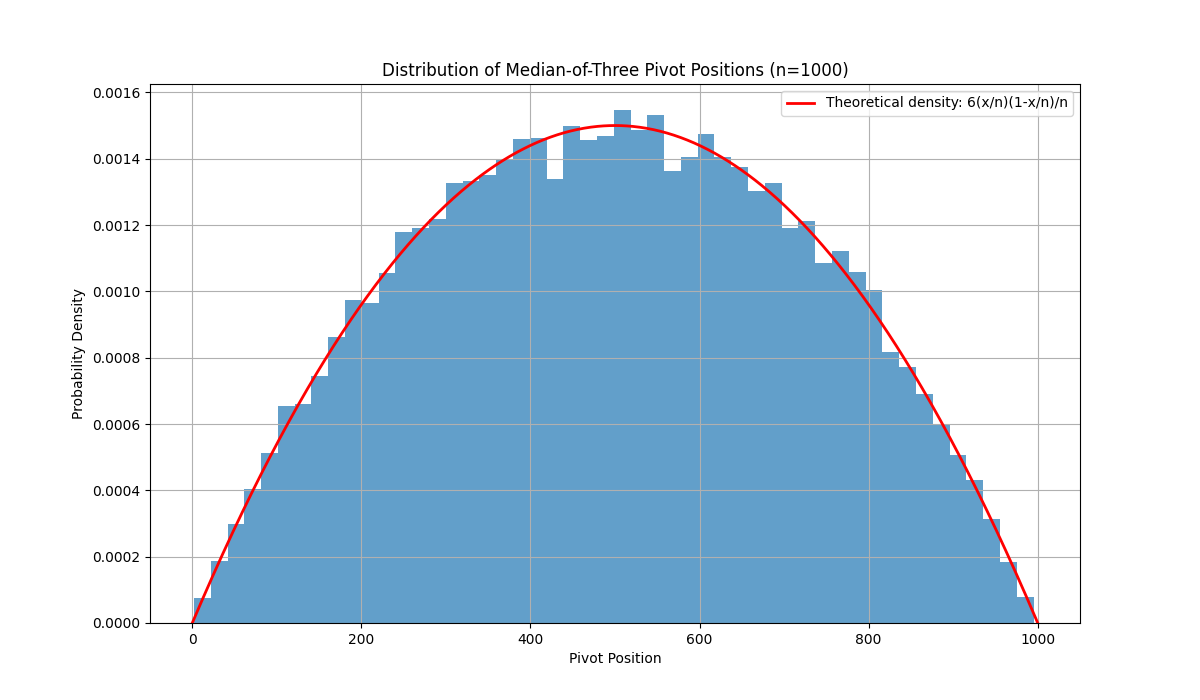 Distribution of Median-of-Three Pivot Positions (n=1000)
Theoretical density: 6(x/n)(1-x/n)/n
Probability Density
0.0016
0.0014
0.0012
0.0010
0.0008
0.0006
0.0004
0.0002
0.0000
0 200 400 600 800 1000
Pivot Position